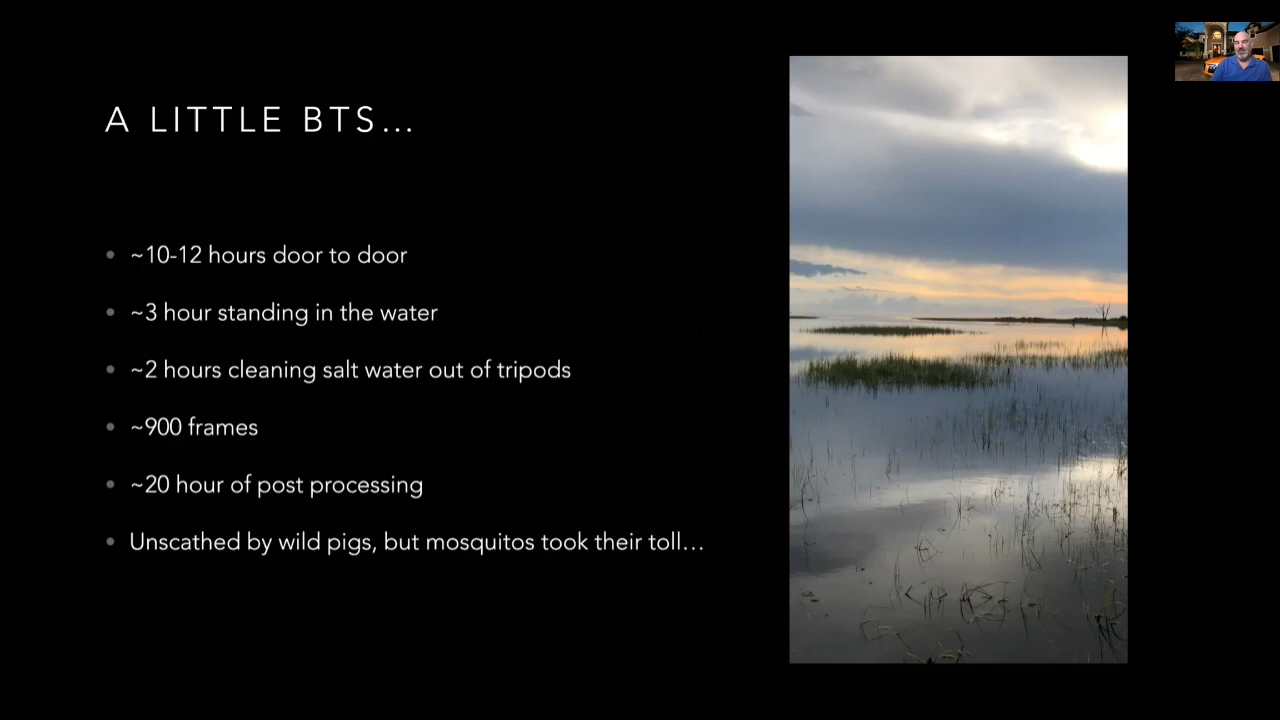 A LITTLE BTS...
~10-12 hours door to door
~3 hour standing in the water
~2 hours cleaning salt water out of tripods
~900 frames
~20 hour of post processing
Unscathed by wild pigs, but mosquitos took their toll...